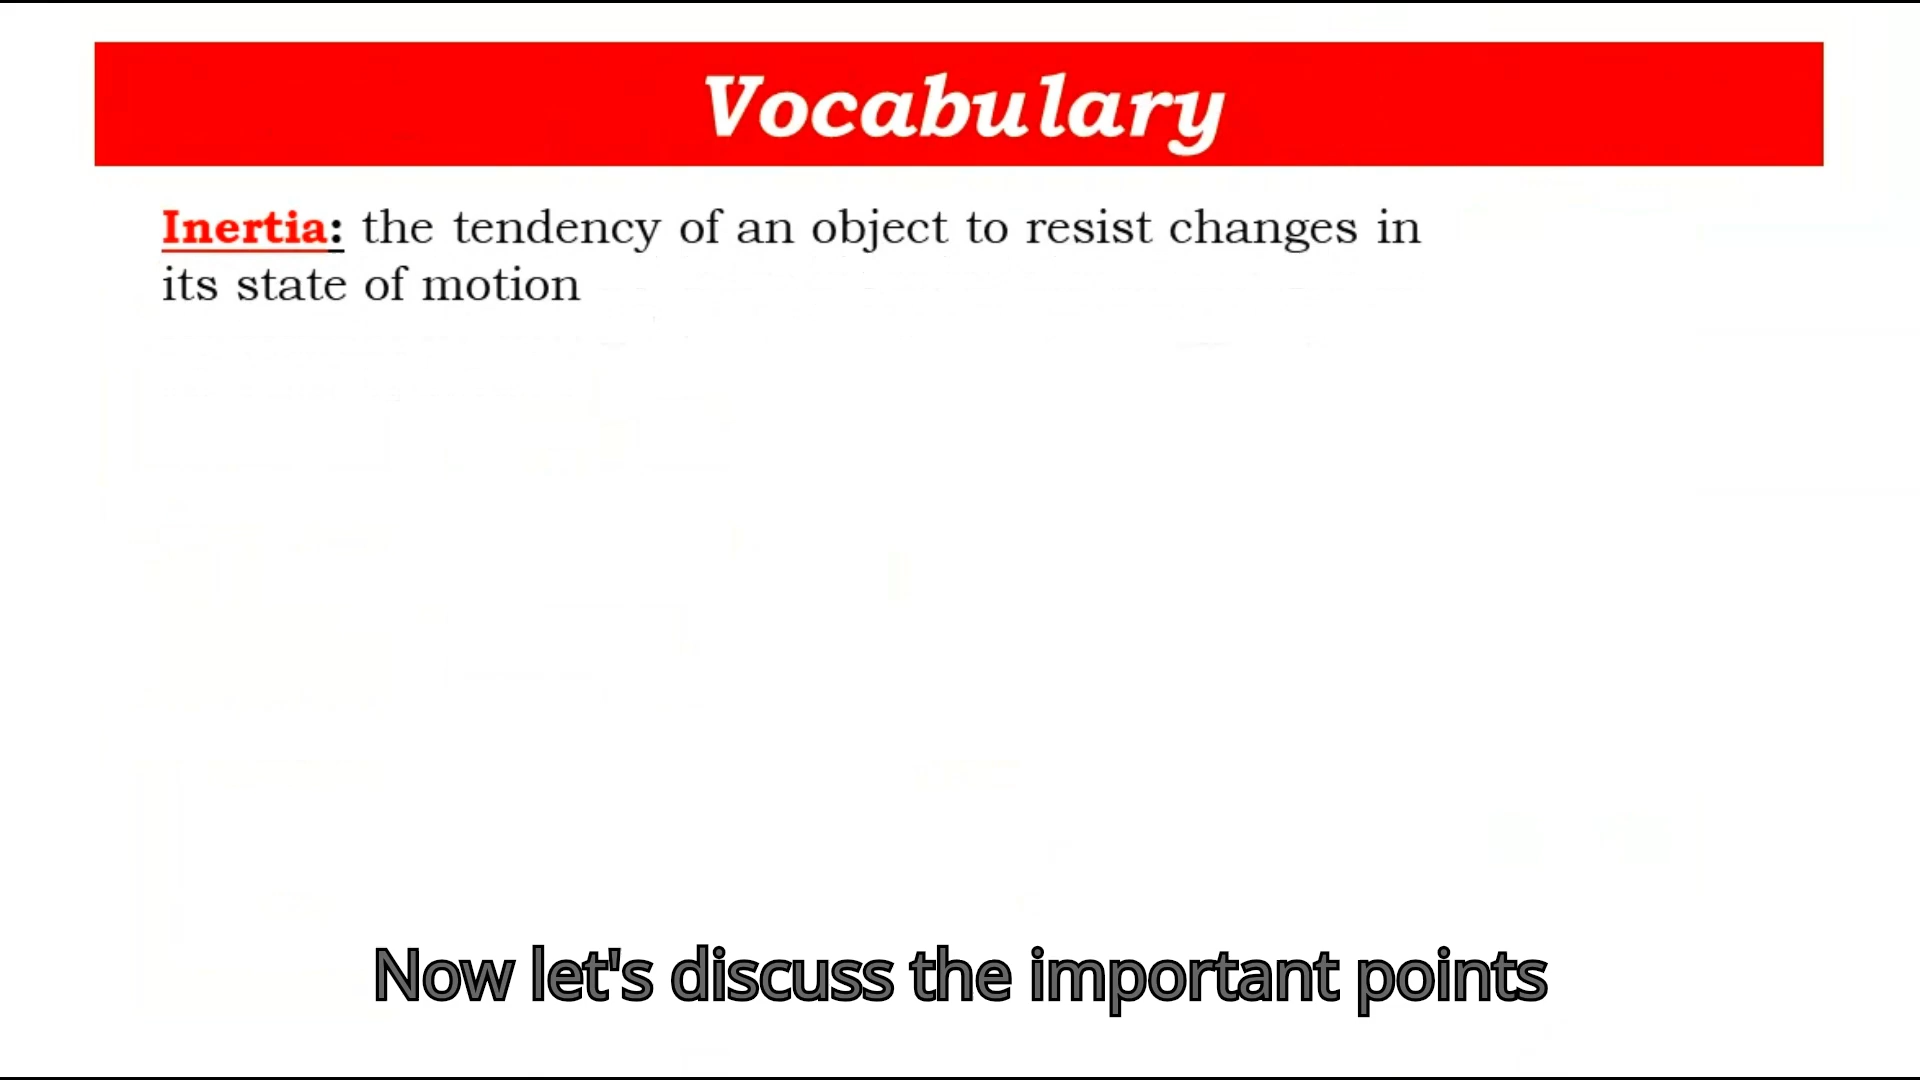 Vocabulary
Inertia: the tendency of an object to resist changes in
its state of motion
Now let's discuss the important points